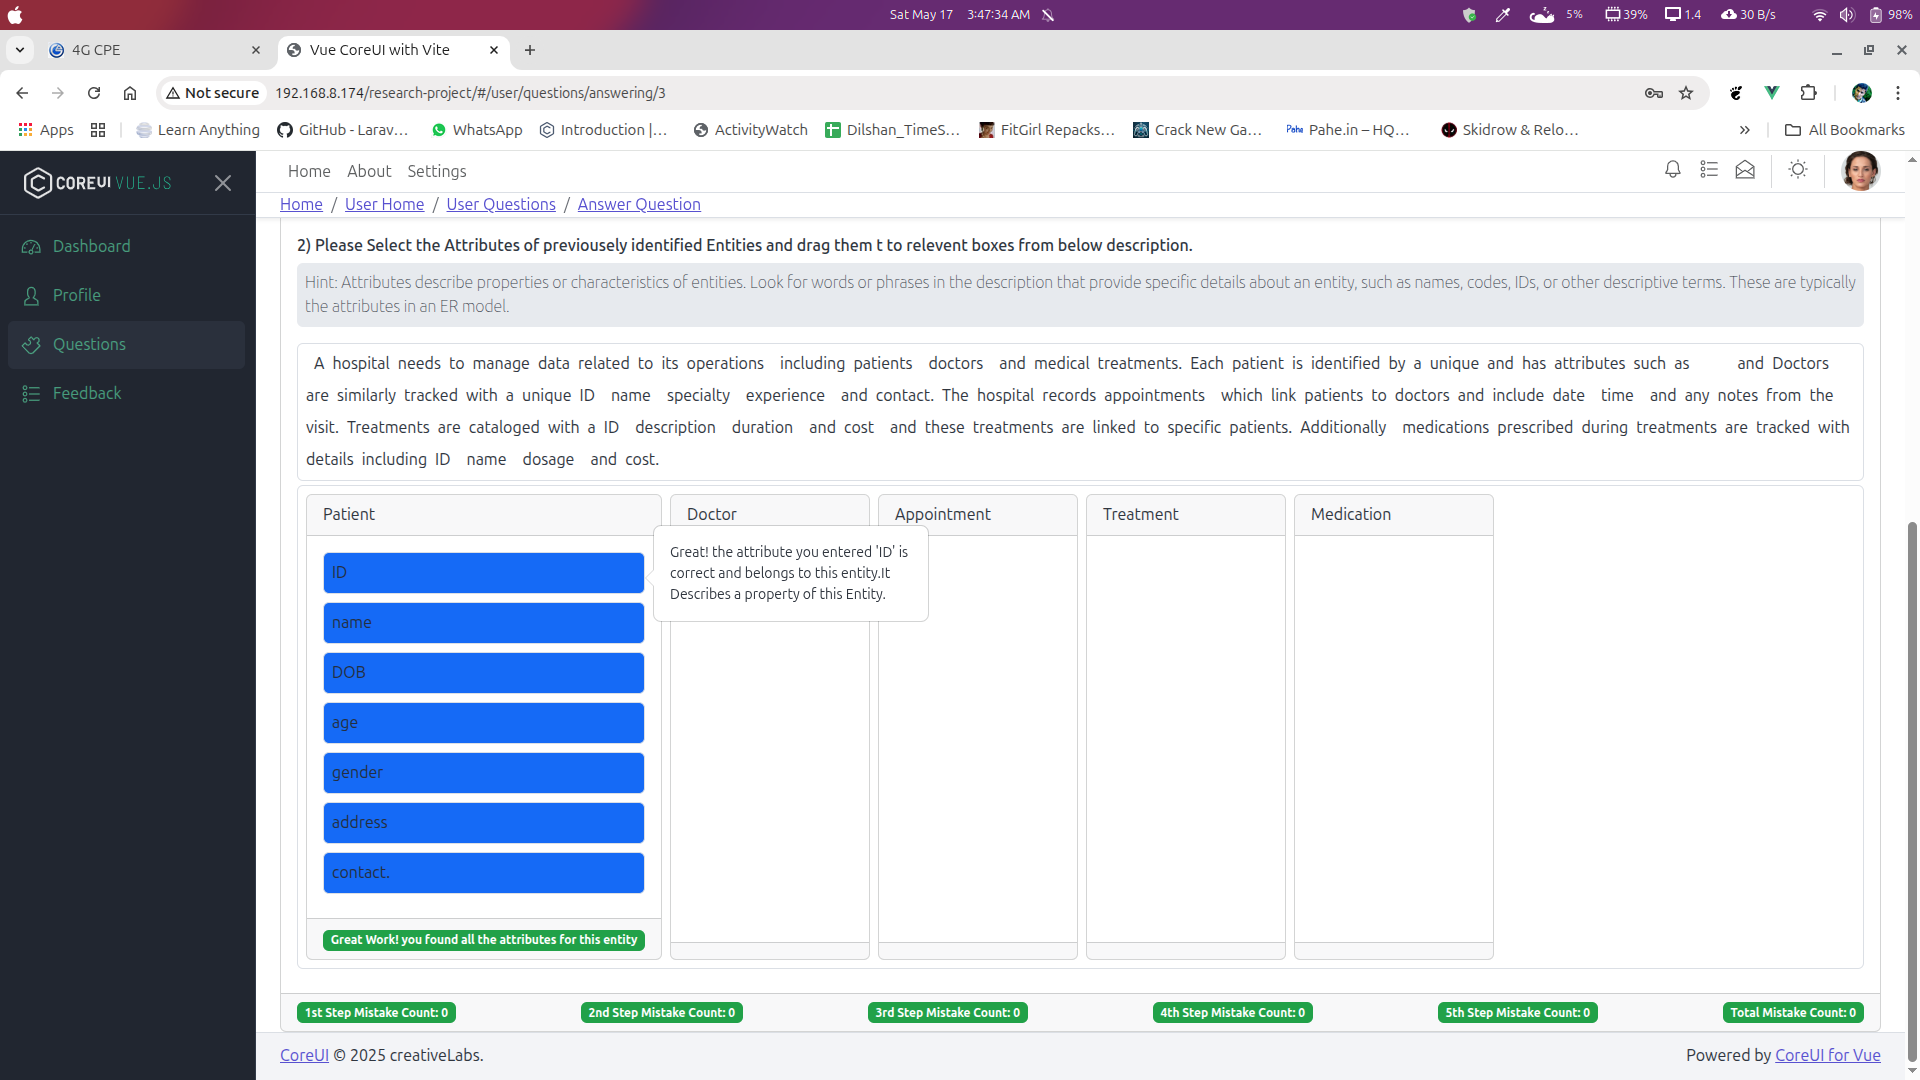 Sat May 17 3:47:34 AM 5% 39% 1.4 30 B/s 98%
4G CPE Vue CoreUI with Vite
Not secure 192.168.8.174/research-project/#/user/questions/answering/3
Apps Learn Anything GitHub - Larav... WhatsApp Introduction |... ActivityWatch Dilshan_TimeS... FitGirl Repacks... Crack New Ga... Pahe Pahe.in – HQ... Skidrow & Relo... » All Bookmarks
COREUI VUE.JS
Home About Settings
Home / User Home / User Questions / Answer Question
Dashboard
Profile
Questions
Feedback
2) Please Select the Attributes of previousely identified Entities and drag them t to relevent boxes from below description.
Hint: Attributes describe properties or characteristics of entities. Look for words or phrases in the description that provide specific details about an entity, such as names, codes, IDs, or other descriptive terms. These are typically
the attributes in an ER model.
A hospital needs to manage data related to its operations including patients doctors and medical treatments. Each patient is identified by a unique and has attributes such as and Doctors
are similarly tracked with a unique ID name specialty experience and contact. The hospital records appointments which link patients to doctors and include date time and any notes from the
visit. Treatments are cataloged with a ID description duration and cost and these treatments are linked to specific patients. Additionally medications prescribed during treatments are tracked with
details including ID name dosage and cost.
Patient Doctor Appointment Treatment Medication
ID
name
DOB
age
gender
address
contact.
Great! the attribute you entered 'ID' is
correct and belongs to this entity.It
Describes a property of this Entity.
Great Work! you found all the attributes for this entity
1st Step Mistake Count: 0 2nd Step Mistake Count: 0 3rd Step Mistake Count: 0 4th Step Mistake Count: 0 5th Step Mistake Count: 0 Total Mistake Count: 0
CoreUI © 2025 creativeLabs. Powered by CoreUI for Vue